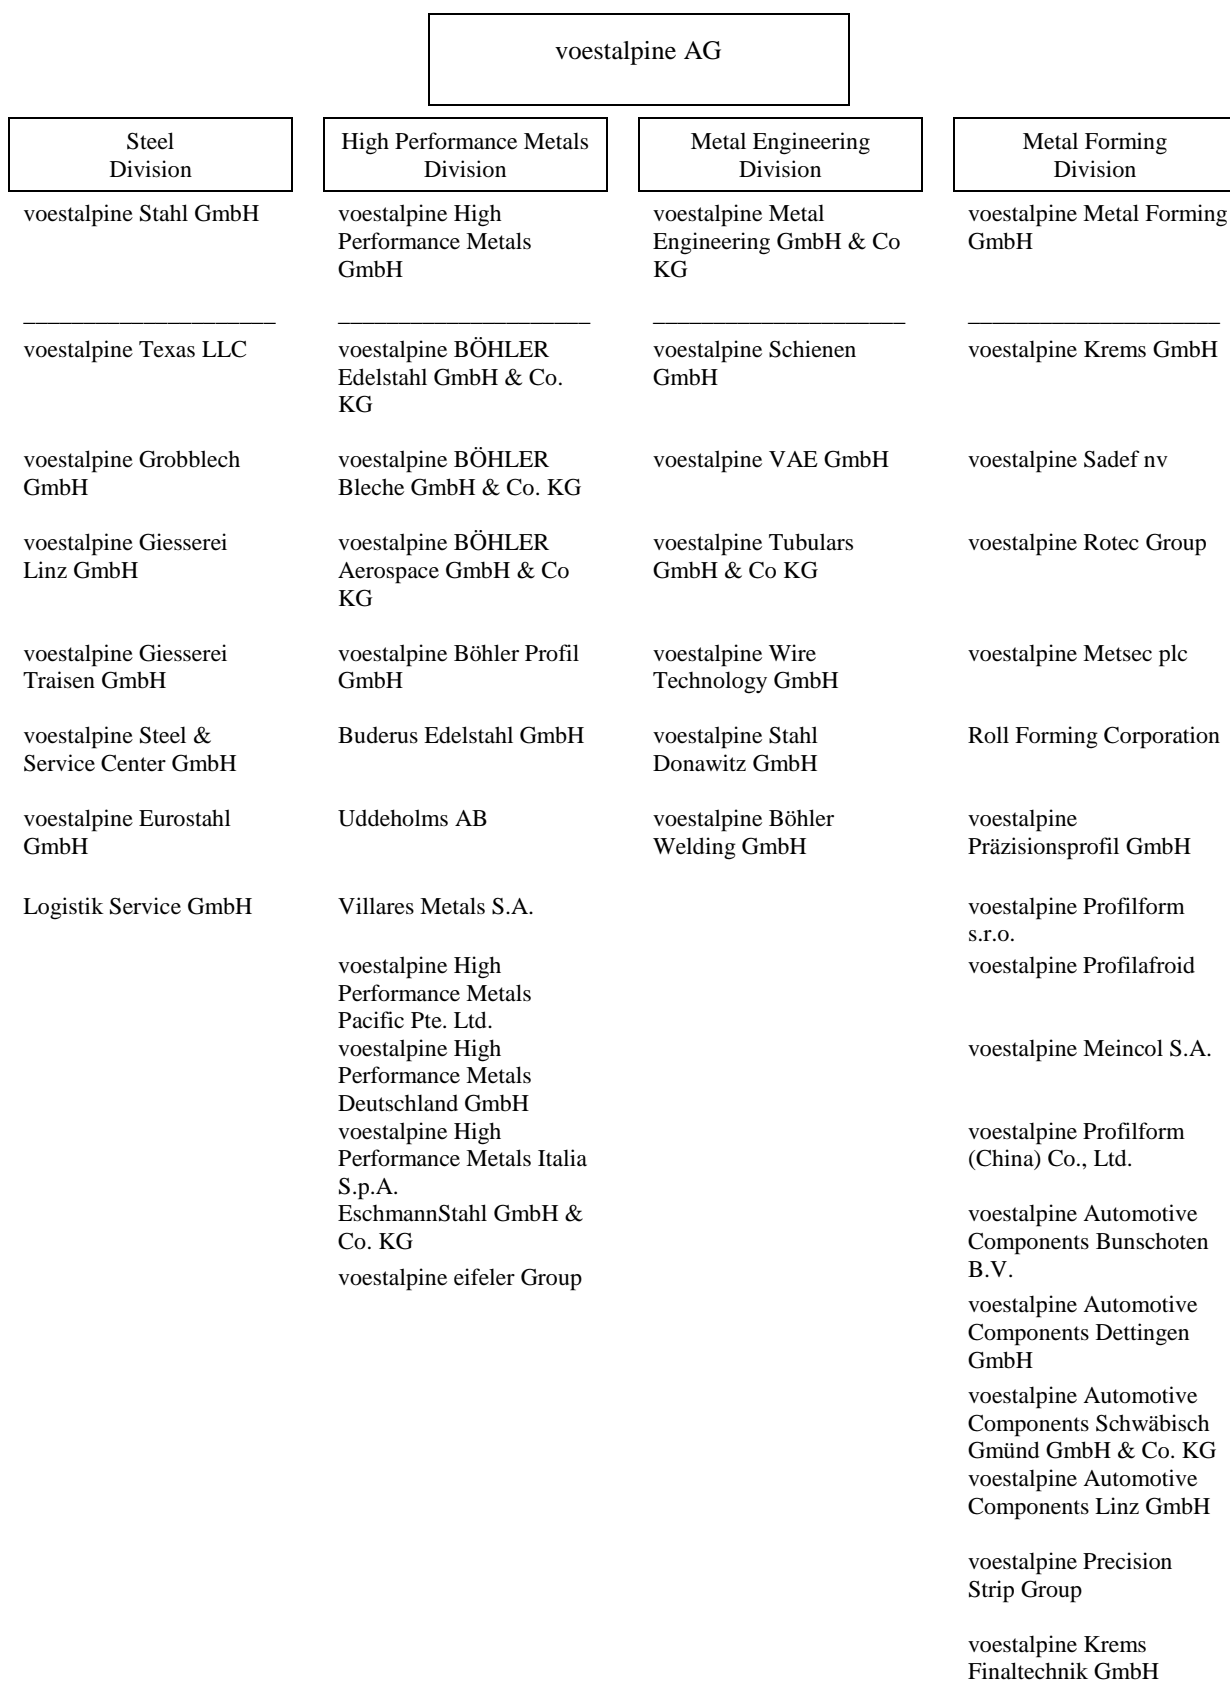 voestalpine AG
Steel
Division
voestalpine Stahl GmbH
voestalpine Texas LLC
voestalpine Grobblech
GmbH
voestalpine Giesserei
Linz GmbH
voestalpine Giesserei
Traisen GmbH
voestalpine Steel &
Service Center GmbH
voestalpine Eurostahl
GmbH
Logistik Service GmbH
High Performance Metals
Division
voestalpine High
Performance Metals
GmbH
voestalpine BÖHLER
Edelstahl GmbH & Co.
KG
voestalpine BÖHLER
Bleche GmbH & Co. KG
voestalpine BÖHLER
Aerospace GmbH & Co
KG
voestalpine Böhler Profil
GmbH
Buderus Edelstahl GmbH
Uddeholms AB
Villares Metals S.A.
voestalpine High
Performance Metals
Pacific Pte. Ltd.
voestalpine High
Performance Metals
Deutschland GmbH
voestalpine High
Performance Metals Italia
S.p.A.
EschmannStahl GmbH &
Co. KG
voestalpine eifeler Group
Metal Engineering
Division
voestalpine Metal
Engineering GmbH & Co
KG
voestalpine Schienen
GmbH
voestalpine VAE GmbH
voestalpine Tubulars
GmbH & Co KG
voestalpine Wire
Technology GmbH
voestalpine Stahl
Donawitz GmbH
voestalpine Böhler
Welding GmbH
Metal Forming
Division
voestalpine Metal Forming
GmbH
voestalpine Krems GmbH
voestalpine Sadef nv
voestalpine Rotec Group
voestalpine Metsec plc
Roll Forming Corporation
voestalpine
Präzisionsprofil GmbH
voestalpine Profilform
s.r.o.
voestalpine Profilafroid
voestalpine Meincol S.A.
voestalpine Profilform
(China) Co., Ltd.
voestalpine Automotive
Components Bunschoten
B.V.
voestalpine Automotive
Components Dettingen
GmbH
voestalpine Automotive
Components Schwäbisch
Gmünd GmbH & Co. KG
voestalpine Automotive
Components Linz GmbH
voestalpine Precision
Strip Group
voestalpine Krems
Finaltechnik GmbH